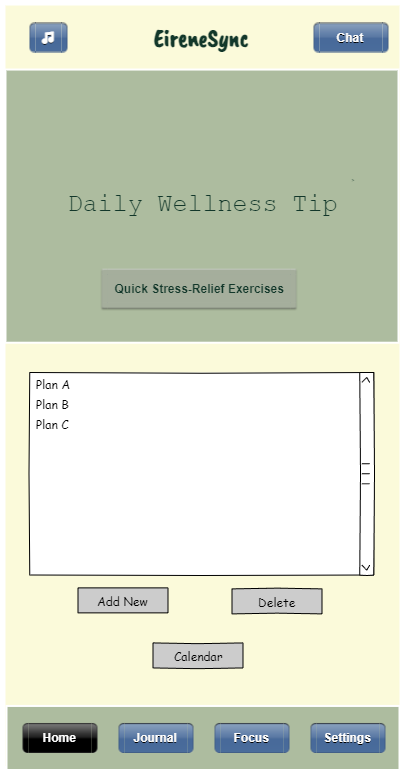 EireneSync
Chat
Daily Wellness Tip
Quick Stress-Relief Exercises
Plan A
Plan B
Plan C
Add New
Delete
Calendar
Home
Journal
Focus
Settings